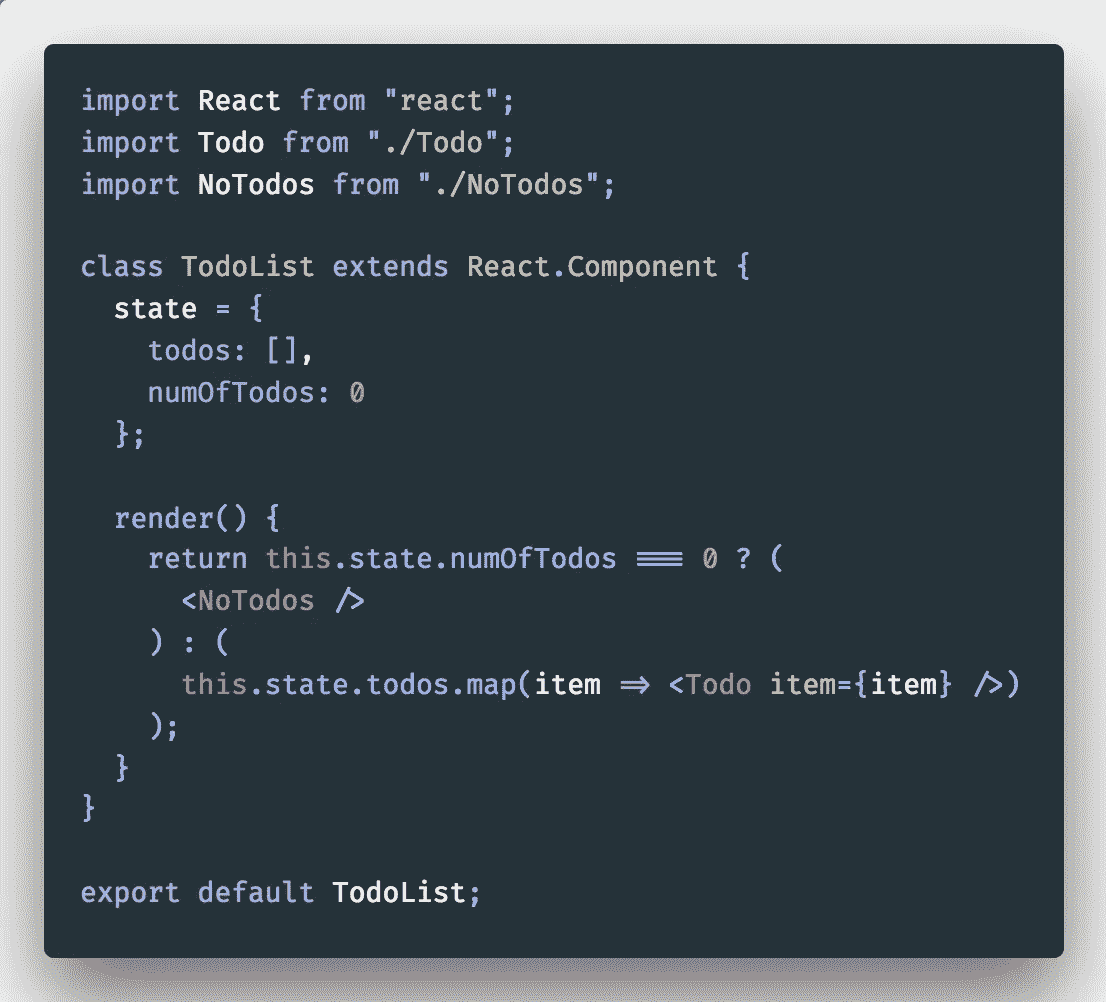 import React from "react";
import Todo from "./Todo";
import NoTodos from "./NoTodos";

class TodoList extends React.Component {
  state = {
    todos: [],
    numOfTodos: 0
  };

  render() {
    return this.state.numOfTodos === 0 ? (
      <NoTodos />
    ) : (
      this.state.todos.map(item => <Todo item={item} />)
    );
  }
}

export default TodoList;